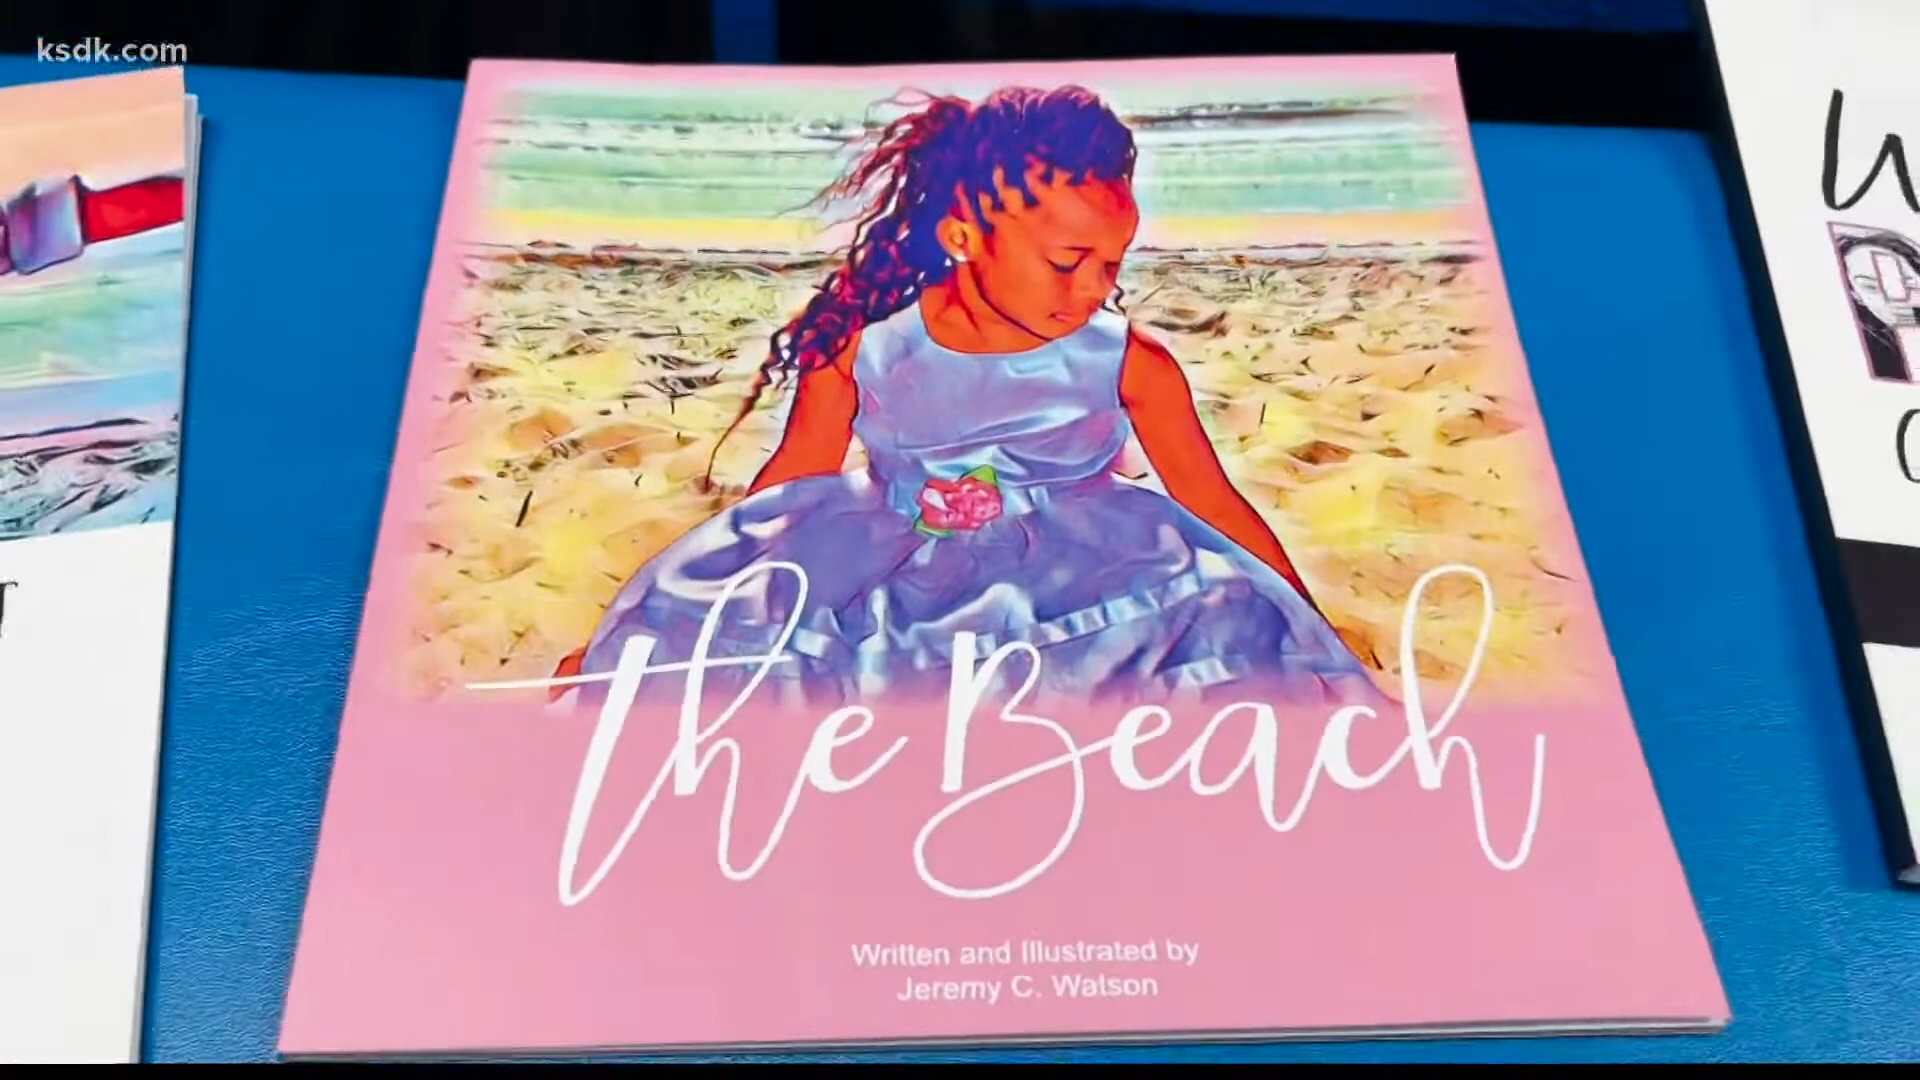 ksdk.com
the Beach
Written and Illustrated by
Jeremy C. Watson